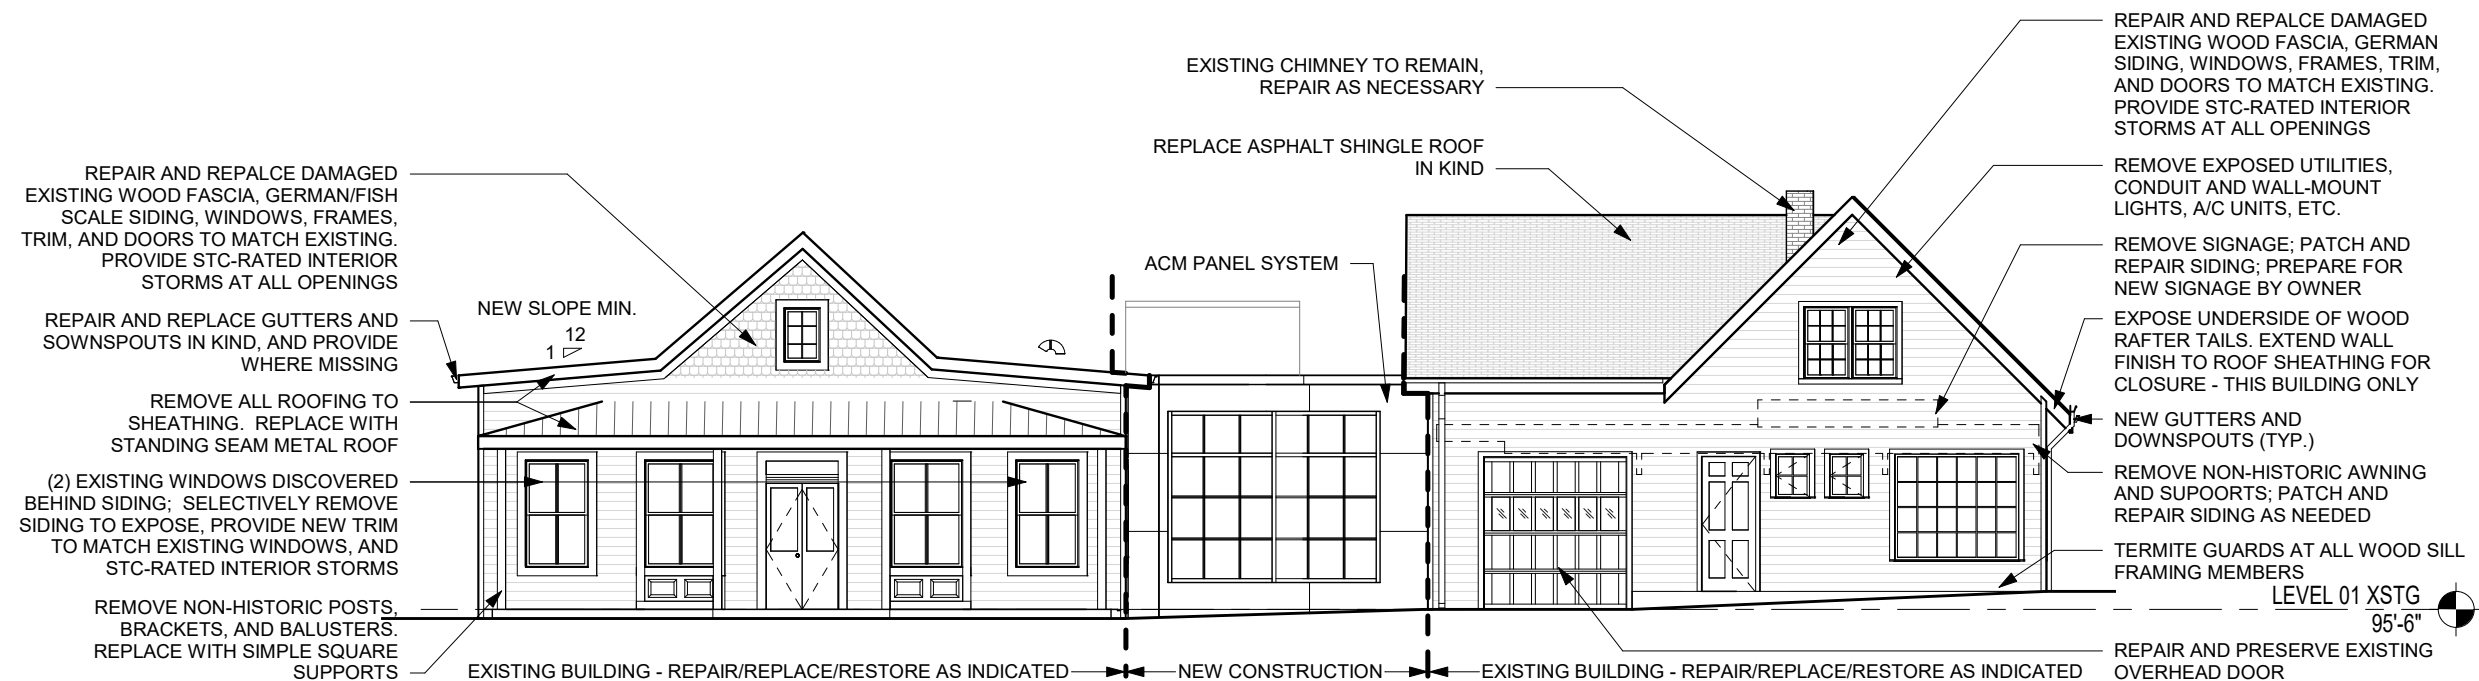 REPAIR AND REPALCE DAMAGED
EXISTING WOOD FASCIA, GERMAN/FISH
SCALE SIDING, WINDOWS, FRAMES,
TRIM, AND DOORS TO MATCH EXISTING.
PROVIDE STC-RATED INTERIOR
STORMS AT ALL OPENINGS
REPAIR AND REPLACE GUTTERS AND
SOWNSPOUTS IN KIND, AND PROVIDE
WHERE MISSING
REMOVE ALL ROOFING TO
SHEATHING. REPLACE WITH
STANDING SEAM METAL ROOF
(2) EXISTING WINDOWS DISCOVERED
BEHIND SIDING; SELECTIVELY REMOVE
SIDING TO EXPOSE, PROVIDE NEW TRIM
TO MATCH EXISTING WINDOWS, AND
STC-RATED INTERIOR STORMS
REMOVE NON-HISTORIC POSTS,
BRACKETS, AND BALUSTERS.
REPLACE WITH SIMPLE SQUARE
SUPPORTS
NEW SLOPE MIN.
12
1
EXISTING CHIMNEY TO REMAIN,
REPAIR AS NECESSARY
REPLACE ASPHALT SHINGLE ROOF
IN KIND
ACM PANEL SYSTEM
REPAIR AND REPALCE DAMAGED
EXISTING WOOD FASCIA, GERMAN
SIDING, WINDOWS, FRAMES, TRIM,
AND DOORS TO MATCH EXISTING.
PROVIDE STC-RATED INTERIOR
STORMS AT ALL OPENINGS
REMOVE EXPOSED UTILITIES,
CONDUIT AND WALL-MOUNT
LIGHTS, A/C UNITS, ETC.
REMOVE SIGNAGE; PATCH AND
REPAIR SIDING; PREPARE FOR
NEW SIGNAGE BY OWNER
EXPOSE UNDERSIDE OF WOOD
RAFTER TAILS. EXTEND WALL
FINISH TO ROOF SHEATHING FOR
CLOSURE - THIS BUILDING ONLY
NEW GUTTERS AND
DOWNSPOUTS (TYP.)
REMOVE NON-HISTORIC AWNING
AND SUPOORTS; PATCH AND
REPAIR SIDING AS NEEDED
TERMITE GUARDS AT ALL WOOD SILL
FRAMING MEMBERS
LEVEL 01 XSTG
95'-6"
REPAIR AND PRESERVE EXISTING
OVERHEAD DOOR
EXISTING BUILDING - REPAIR/REPLACE/RESTORE AS INDICATED
NEW CONSTRUCTION
EXISTING BUILDING - REPAIR/REPLACE/RESTORE AS INDICATED